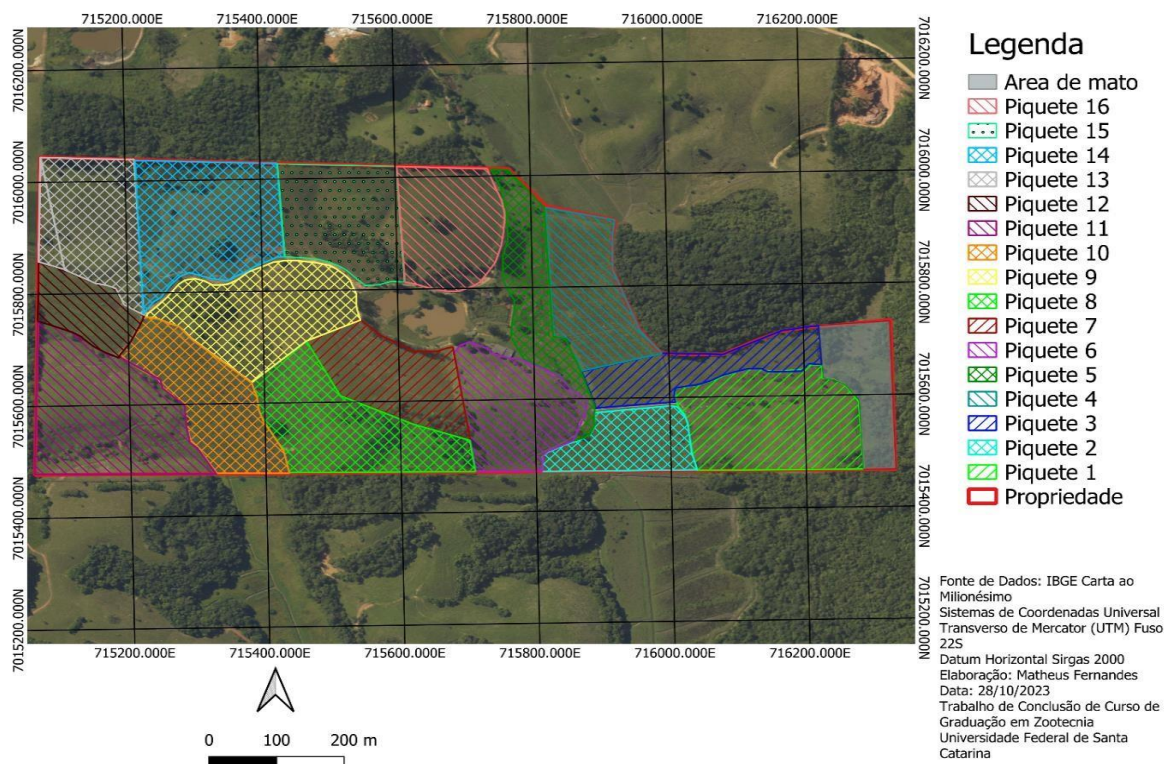 715200.000E 715400.000E 715600.000E 715800.000E 716000.000E 716200.000E
7016200.000N
7016000.000N
7015800.000N
7015600.000N
7015400.000N
7015200.000N
7016200.000N
7016000.000N
7015800.000N
7015600.000N
7015400.000N
7015200.000N
715200.000E 715400.000E 715600.000E 715800.000E 716000.000E 716200.000E
0 100 200 m
Legenda
Area de mato
Piquete 16
Piquete 15
Piquete 14
Piquete 13
Piquete 12
Piquete 11
Piquete 10
Piquete 9
Piquete 8
Piquete 7
Piquete 6
Piquete 5
Piquete 4
Piquete 3
Piquete 2
Piquete 1
Propriedade
Fonte de Dados: IBGE Carta ao
Milionésimo
Sistemas de Coordenadas Universal
Transverso de Mercator (UTM) Fuso
22S
Datum Horizontal Sirgas 2000
Elaboração: Matheus Fernandes
Data: 28/10/2023
Trabalho de Conclusão de Curso de
Graduação em Zootecnia
Universidade Federal de Santa
Catarina